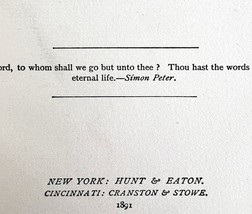 ord, to whom shall we go but unto thee ? Thou hast the words
eternal life.—Simon Peter.
NEW YORK: HUNT & EATON.
CINCINNATI: CRANSTON & STOWE.
1891